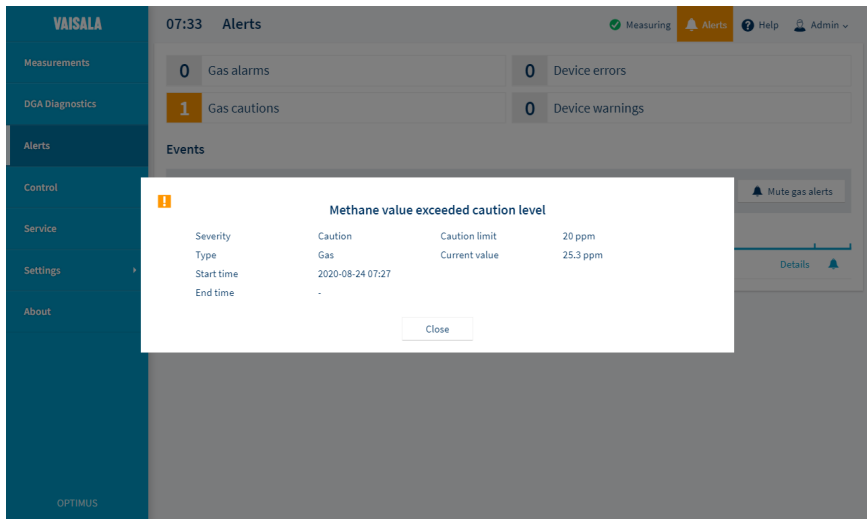 VAISALA
07:33 Alerts
Measuring
Alerts
Help
Admin
Measurements
DGA Diagnostics
Alerts
Control
Service
Settings
About
OPTIMUS
0 Gas alarms
0 Device errors
1 Gas cautions
0 Device warnings
Events
Mute gas alerts
Methane value exceeded caution level
Severity Caution Caution limit 20 ppm
Type Gas Current value 25.3 ppm
Start time 2020-08-24 07:27
End time -
Close
Details